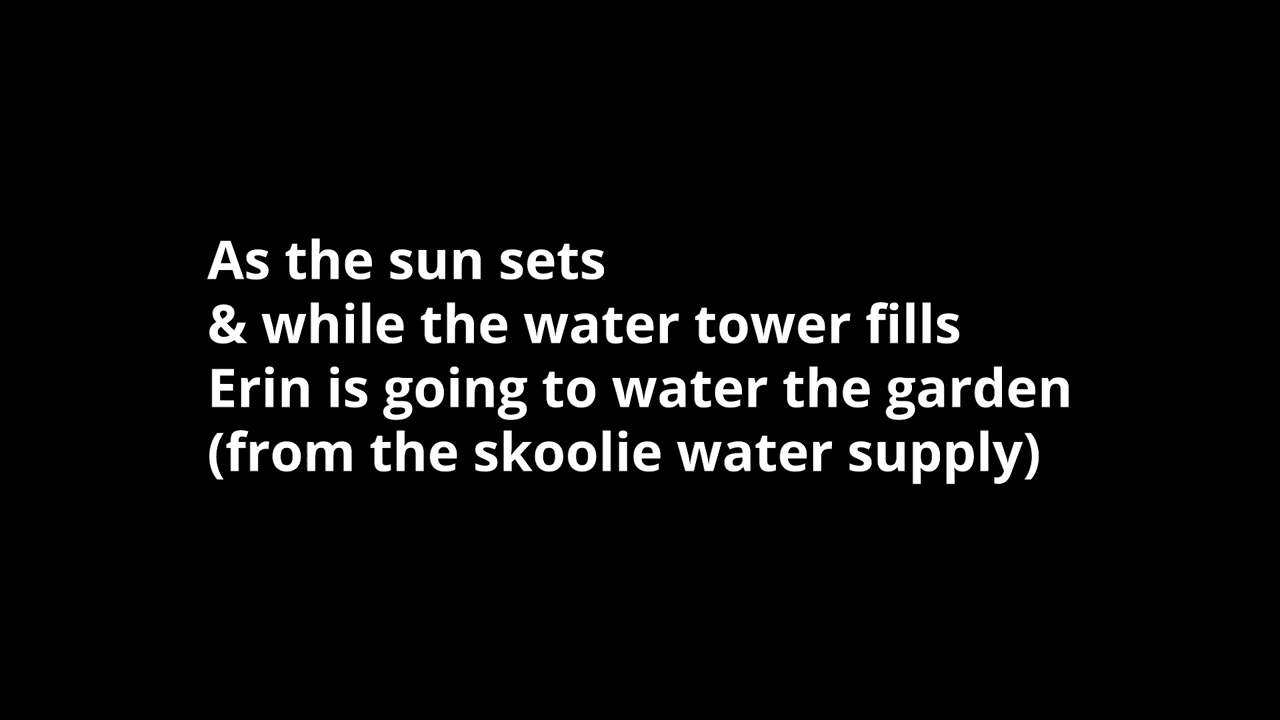 As the sun sets
& while the water tower fills
Erin is going to water the garden
(from the skoolie water supply)